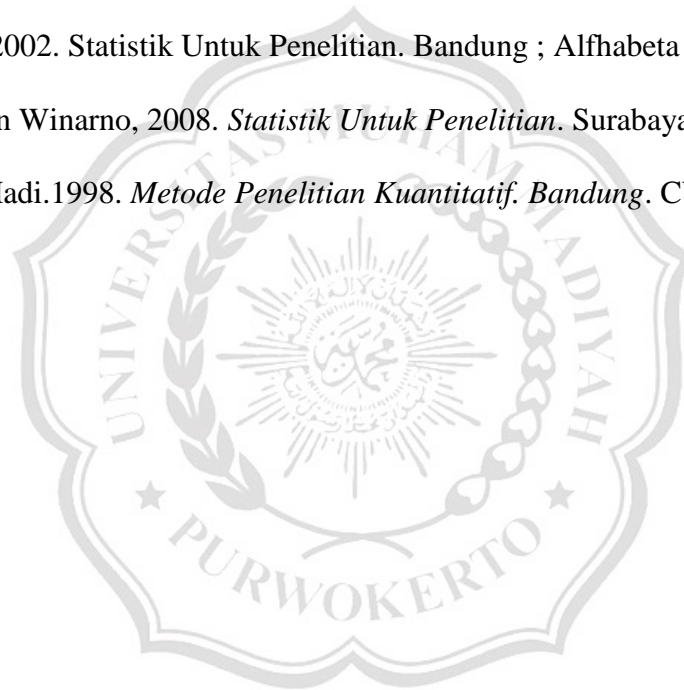 2002. Statistik Untuk Penelitian. Bandung ; Alfhabeta
n Winarno, 2008. Statistik Untuk Penelitian. Surabaya
adi.1998. Metode Penelitian Kuantitatif. Bandung. C
UNIVERSITAS MUHAMMADIYAH
PURWOKERTO